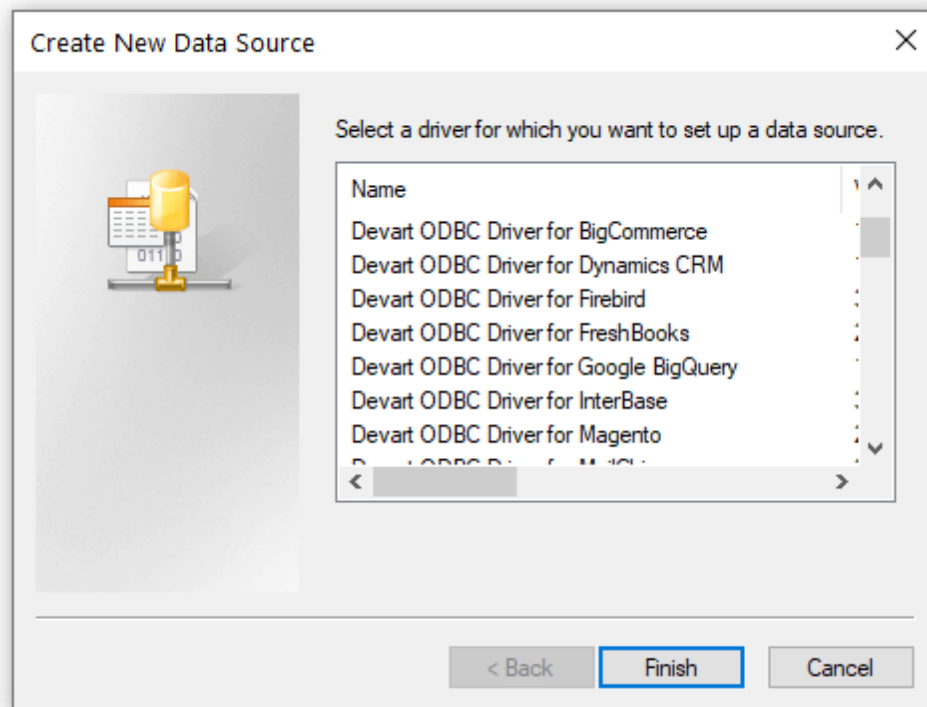 Create New Data Source
Select a driver for which you want to set up a data source.
Name
Devart ODBC Driver for BigCommerce
Devart ODBC Driver for Dynamics CRM
Devart ODBC Driver for Firebird
Devart ODBC Driver for FreshBooks
Devart ODBC Driver for Google BigQuery
Devart ODBC Driver for InterBase
Devart ODBC Driver for Magento
< Back
Finish
Cancel